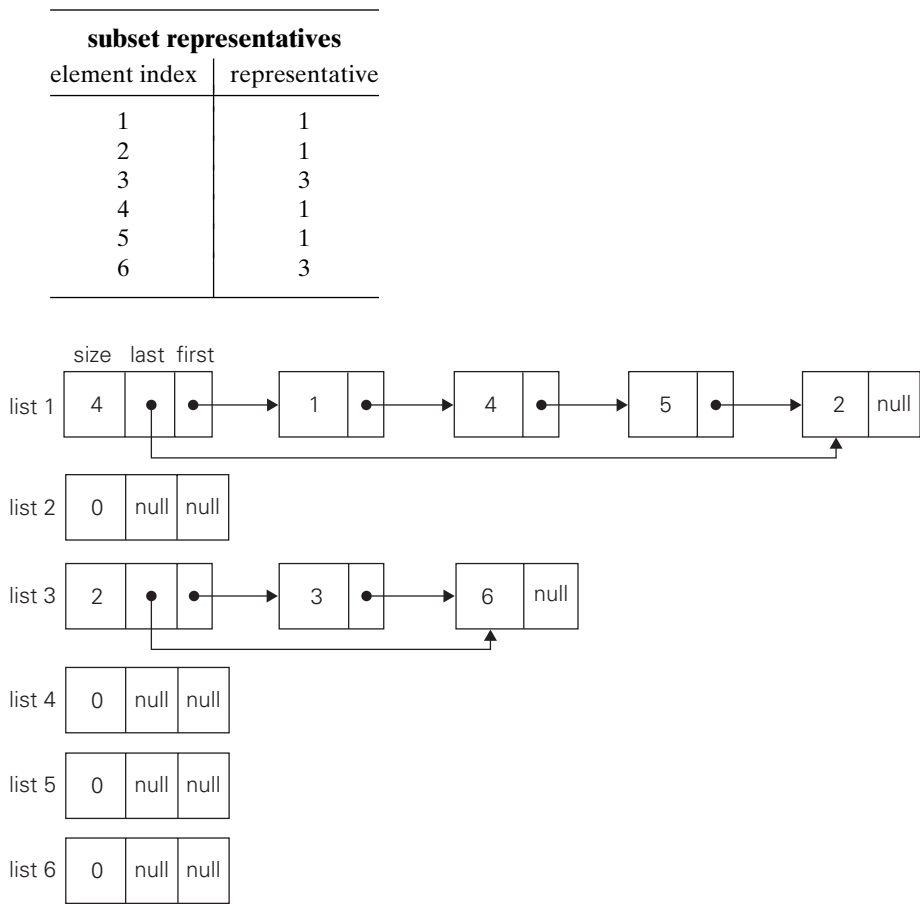 subset representatives
element index representative
1 1
2 1
3 3
4 1
5 1
6 3
size last first
list 1 4 1 4 5 2 null
list 2 0 null null
list 3 2 3 6 null
list 4 0 null null
list 5 0 null null
list 6 0 null null